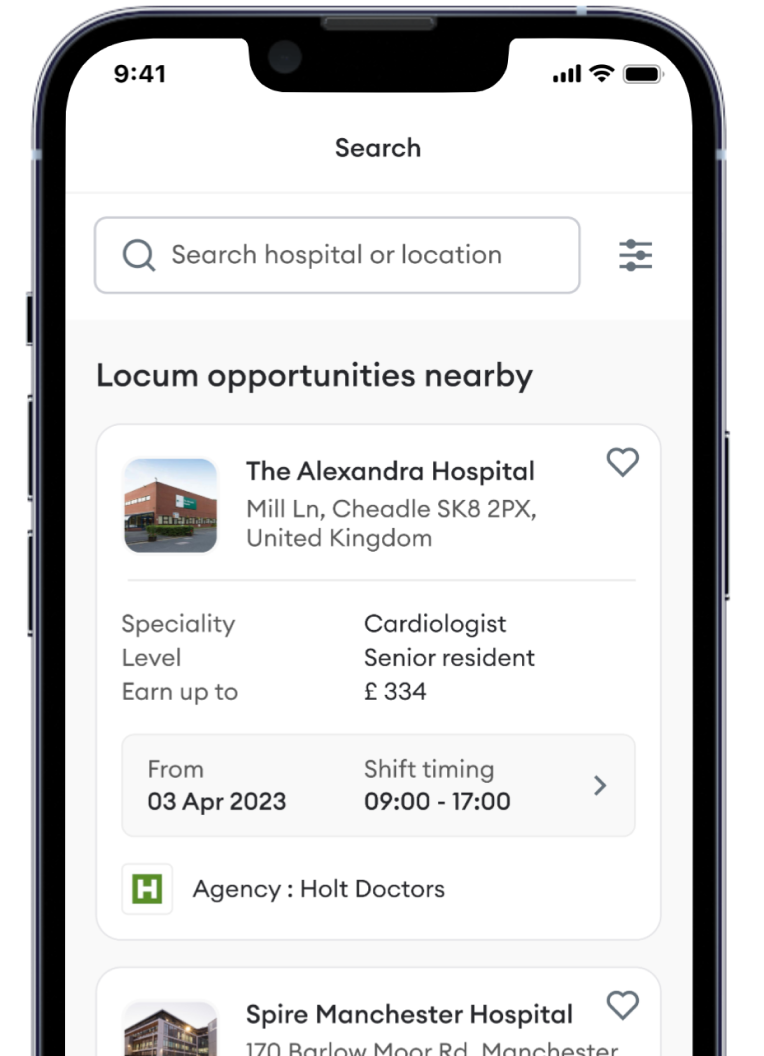 9:41
Search
Search hospital or location
Locum opportunities nearby
The Alexandra Hospital
Mill Ln, Cheadle SK8 2PX,
United Kingdom
Speciality Cardiologist
Level Senior resident
Earn up to £ 334
From Shift timing
03 Apr 2023 09:00 - 17:00
H Agency : Holt Doctors
Spire Manchester Hospital
170 Barlow Moor Rd, Manchester